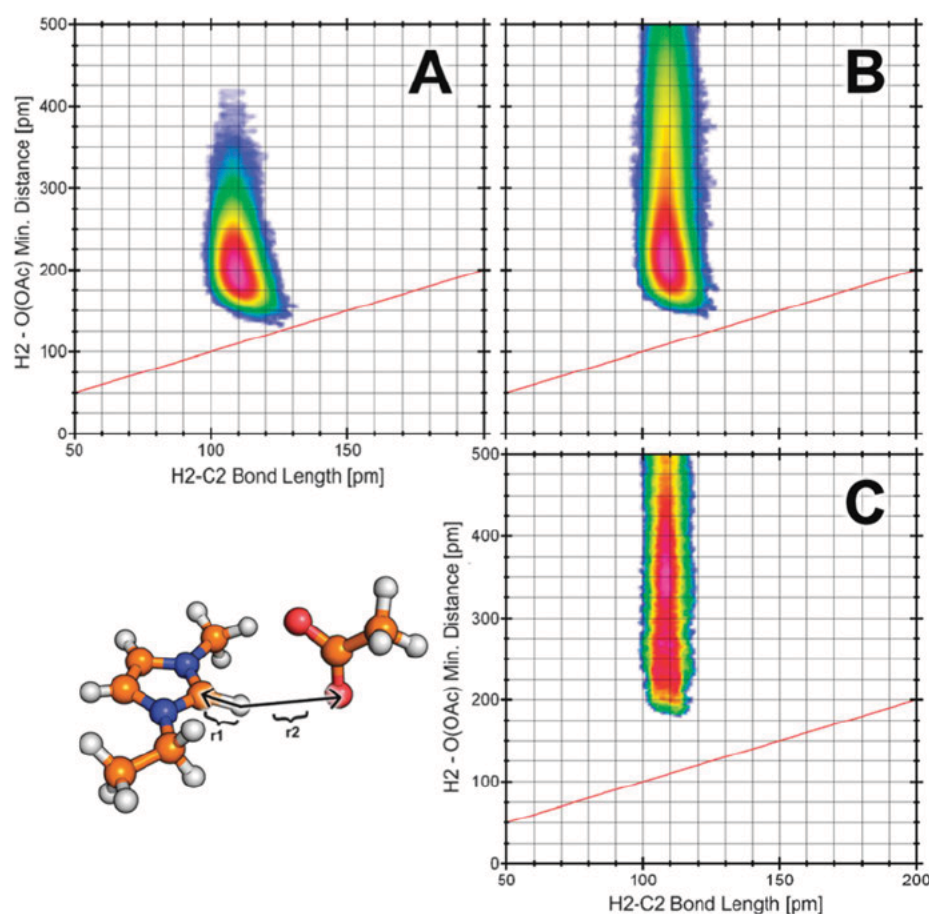 A
500
400
300
200
100
0
H2 - O(OAc) Min. Distance [pm]
50
100
150
H2-C2 Bond Length [pm]
B
r1
r2
C
500
400
300
200
100
0
H2 - O(OAc) Min. Distance [pm]
50
100
150
200
H2-C2 Bond Length [pm]